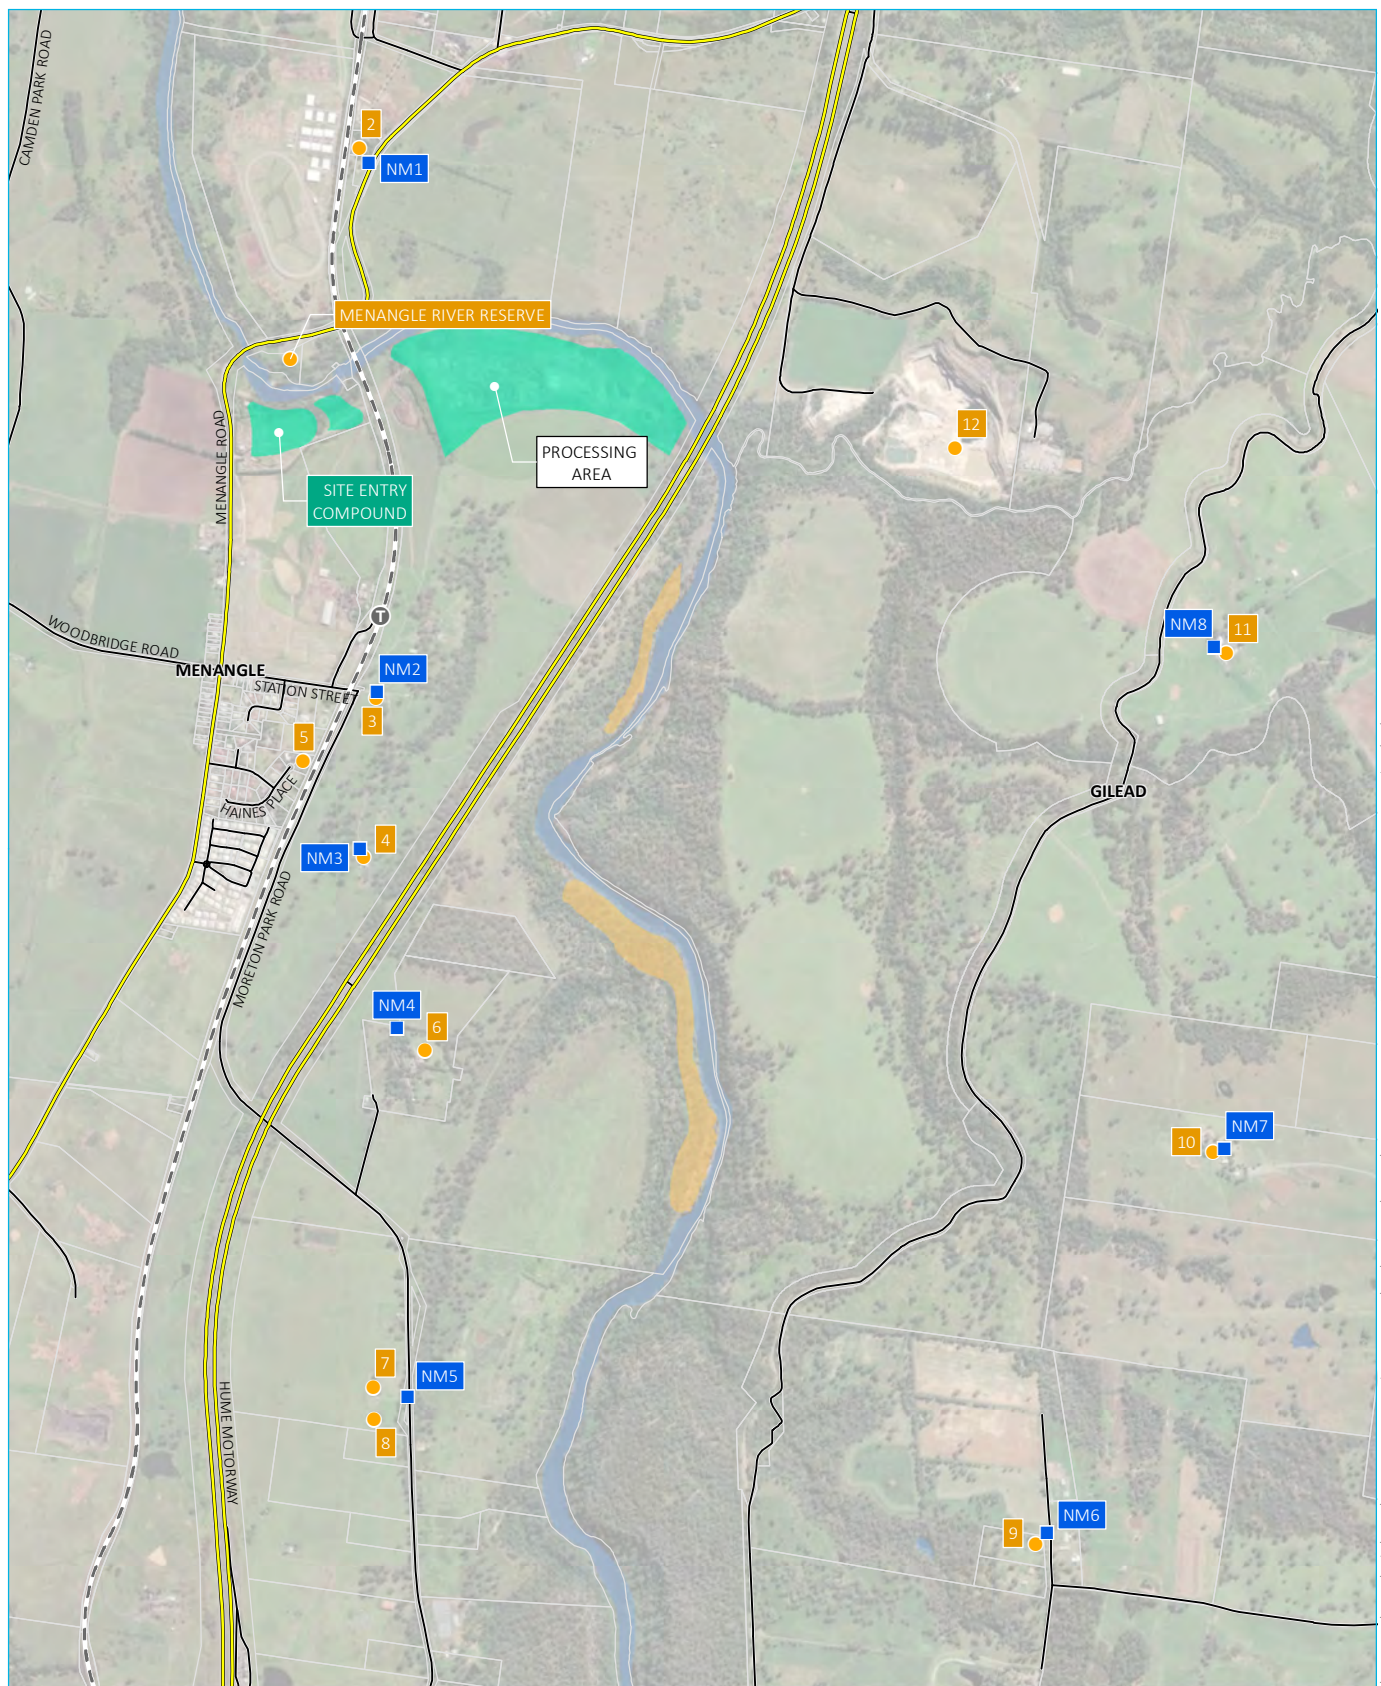 CAMDEN PARK ROAD
2
NM1
MENANGLE RIVER RESERVE
MENANGLE ROAD
12
PROCESSING
AREA
SITE ENTRY
COMPOUND
T
WOODBRIDGE ROAD
MENANGLE
STATION STREET
NM2
3
NM8
11
5
HAINES PLACE
GILEAD
4
NM3
MORETON PARK ROAD
NM4
6
10
NM7
7
NM5
8
HUME MOTORWAY
9
NM6